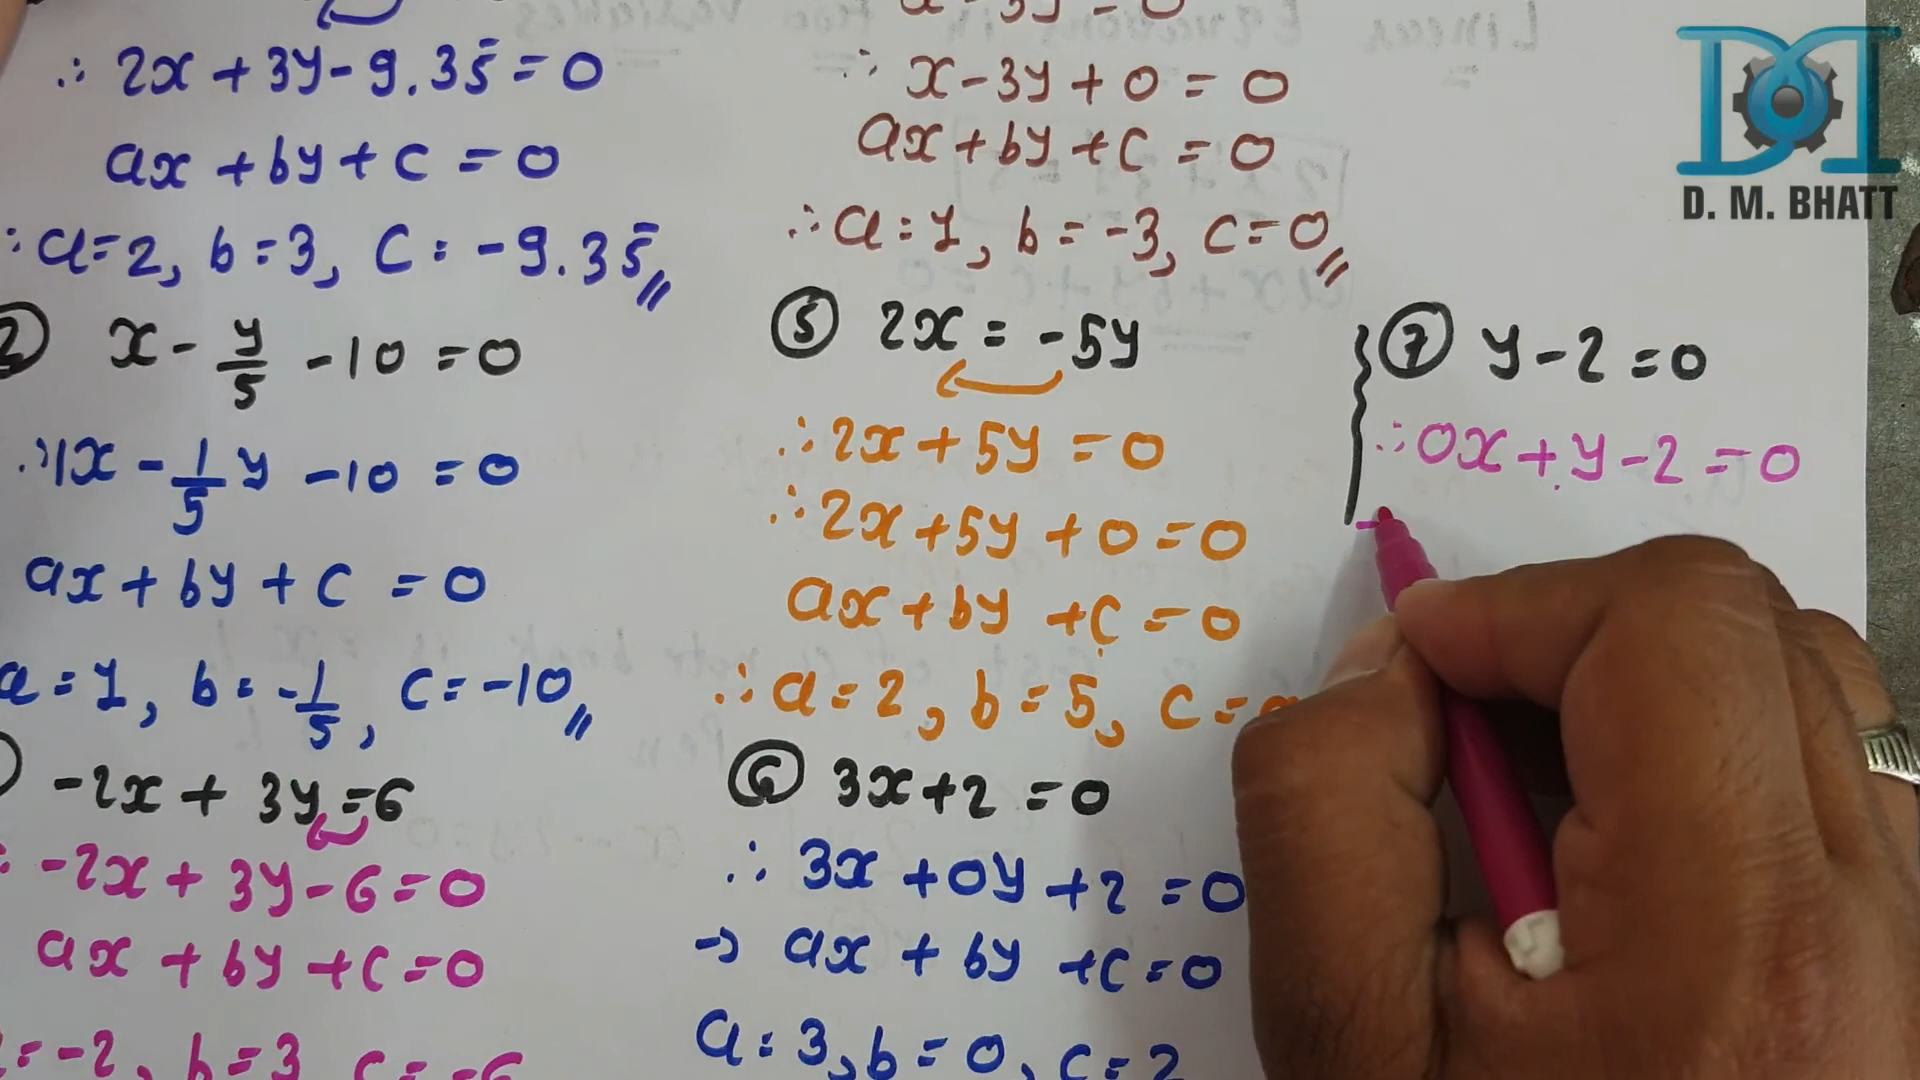 ∴ 2x + 3y - 9.35̄ = 0
ax + by + c = 0
∴ a=2, b=3, c= -9.35̄ //
x - y/5 - 10 = 0
∴ 1x - 1/5 y - 10 = 0
ax + by + c = 0
a=1, b= -1/5, c= -10 //
-2x + 3y = 6
∴ -2x + 3y - 6 = 0
ax + by + c = 0
= -2, b = 3
∴ x - 3y + 0 = 0
ax + by + c = 0
∴ a=1, b= -3, c=0 //
⑤ 2x = -5y
∴ 2x + 5y = 0
∴ 2x + 5y + 0 = 0
ax + by + c = 0
∴ a=2, b=5, c=
⑥ 3x+2 = 0
∴ 3x + 0y + 2 = 0
→ ax + by + c = 0
a=3, b=0, c=2
⑦ y - 2 = 0
∴ 0x + y - 2 = 0
D. M. BHATT